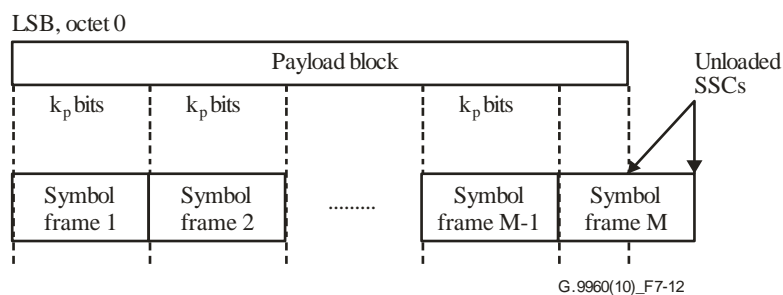 LSB, octet 0
Payload block
Unloaded
SSCs
kp bits
kp bits
kp bits
Symbol
frame 1
Symbol
frame 2
.........
Symbol
frame M-1
Symbol
frame M
G.9960(10)_F7-12